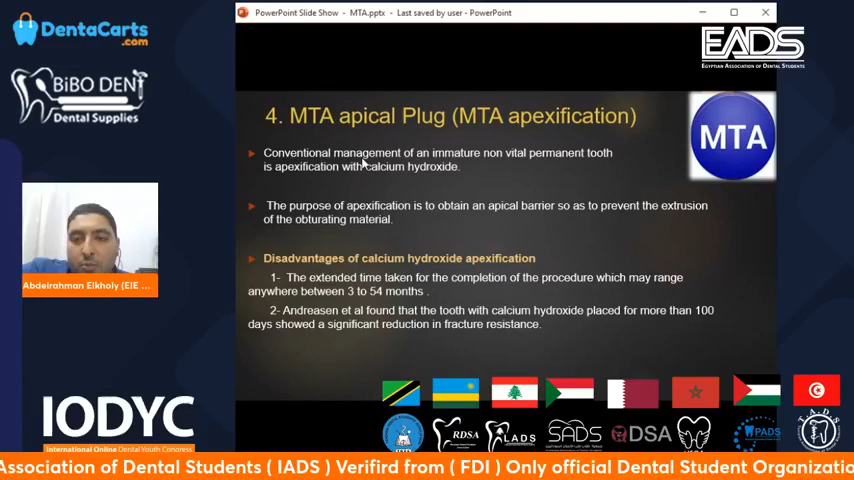 PowerPoint Slide Show - MTA.pptx - Last saved by user - PowerPoint
DentaCarts
.com
BiBO DENT
Dental Supplies
EADS
EGYPTIAN ASSOCIATION OF DENTAL STUDENTS
4. MTA apical Plug (MTA apexification)
MTA
Conventional management of an immature non vital permanent tooth
is apexification with calcium hydroxide.
The purpose of apexification is to obtain an apical barrier so as to prevent the extrusion
of the obturating material.
Disadvantages of calcium hydroxide apexification
1- The extended time taken for the completion of the procedure which may range
anywhere between 3 to 54 months .
2- Andreasen et al found that the tooth with calcium hydroxide placed for more than 100
days showed a significant reduction in fracture resistance.
Abdelrahman Elkholy (EIE ...
IODYC
International Online Dental Youth Congress
RDSA
LADS
SADS
QDSA
PADS
T.A.D.S
Association of Dental Students ( IADS ) Verifird from ( FDI ) Only official Dental Student Organizatio